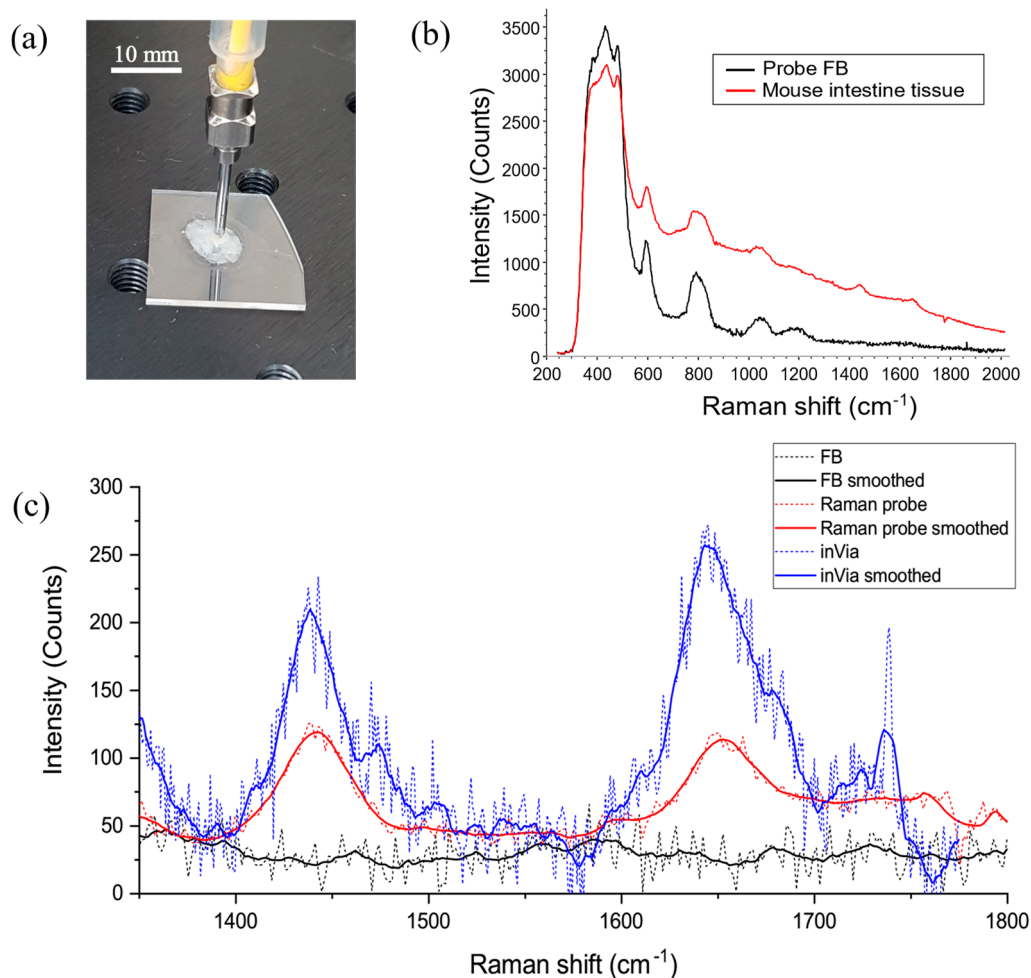 (a)
10 mm
(b)
Intensity (Counts)
3500
3000
2500
2000
1500
1000
500
0
200 400 600 800 1000 1200 1400 1600 1800 2000
Raman shift (cm⁻¹)
Probe FB
Mouse intestine tissue
(c)
Intensity (Counts)
300
250
200
150
100
50
0
1400 1500 1600 1700 1800
Raman shift (cm⁻¹)
FB
FB smoothed
Raman probe
Raman probe smoothed
inVia
inVia smoothed